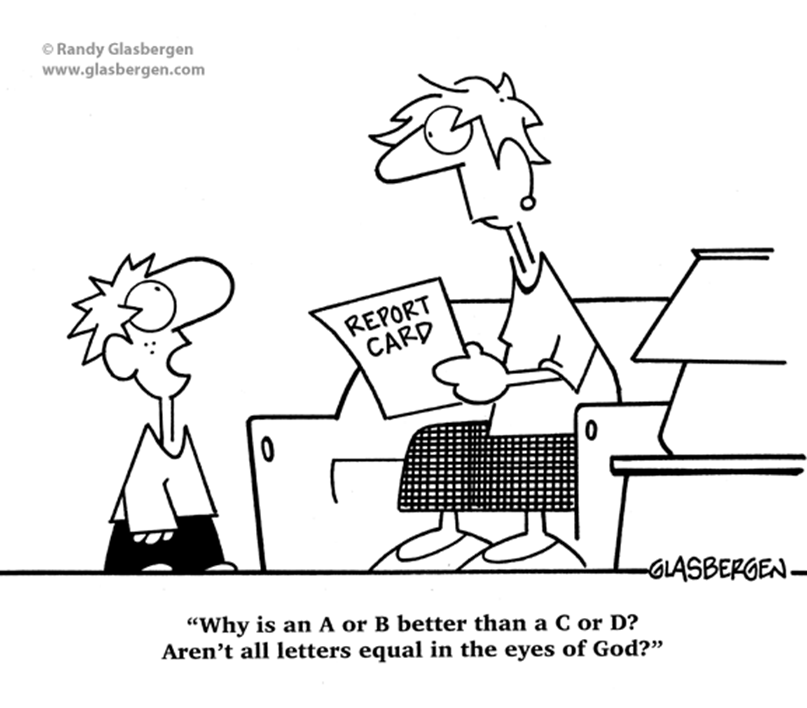 © Randy Glasbergen
www.glasbergen.com
REPORT
CARD
GLASBERGEN
“Why is an A or B better than a C or D?
Aren’t all letters equal in the eyes of God?”